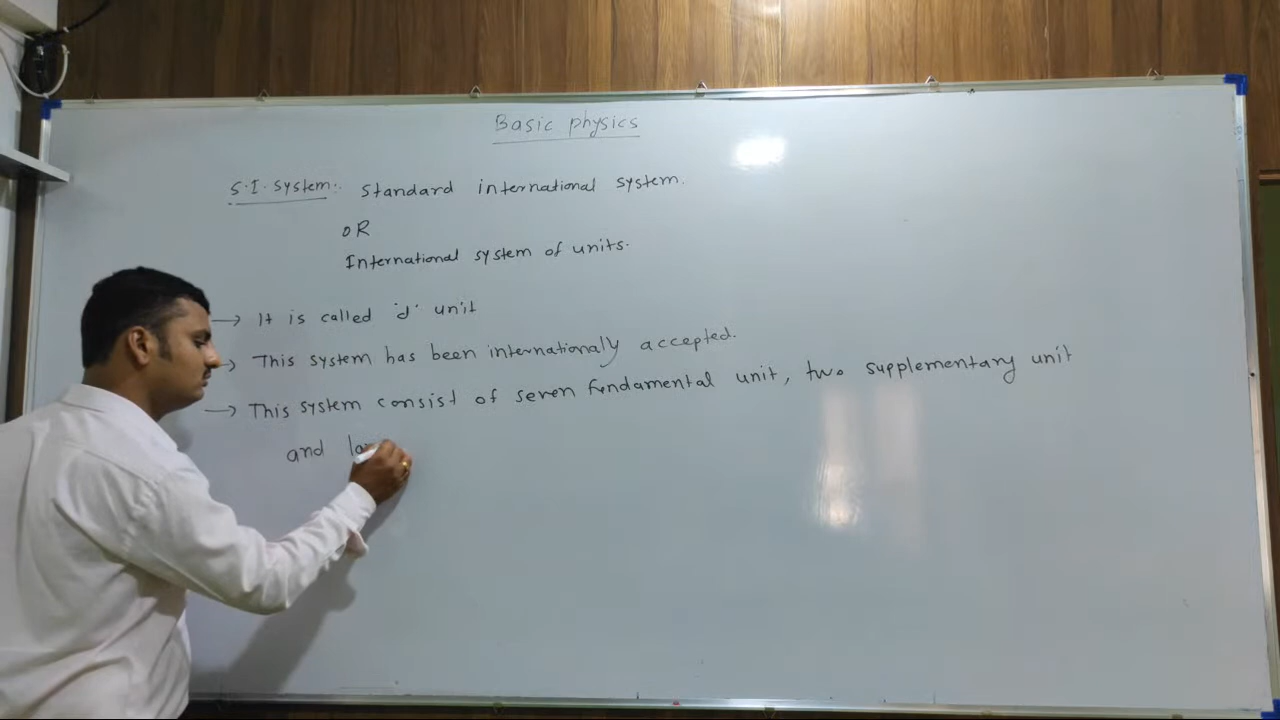 Basic physics
S.I. System:- Standard international system.
OR
International system of units.
→ It is called 'd' unit
→ This system has been internationaly accepted.
→ This system consist of seven fundamental unit, two supplementary unit
and